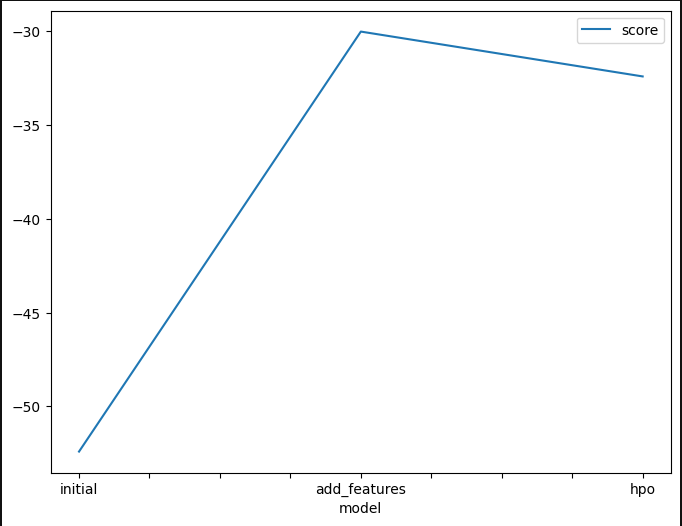 score
−30
−35
−40
−45
−50
initial
add_features
hpo
model